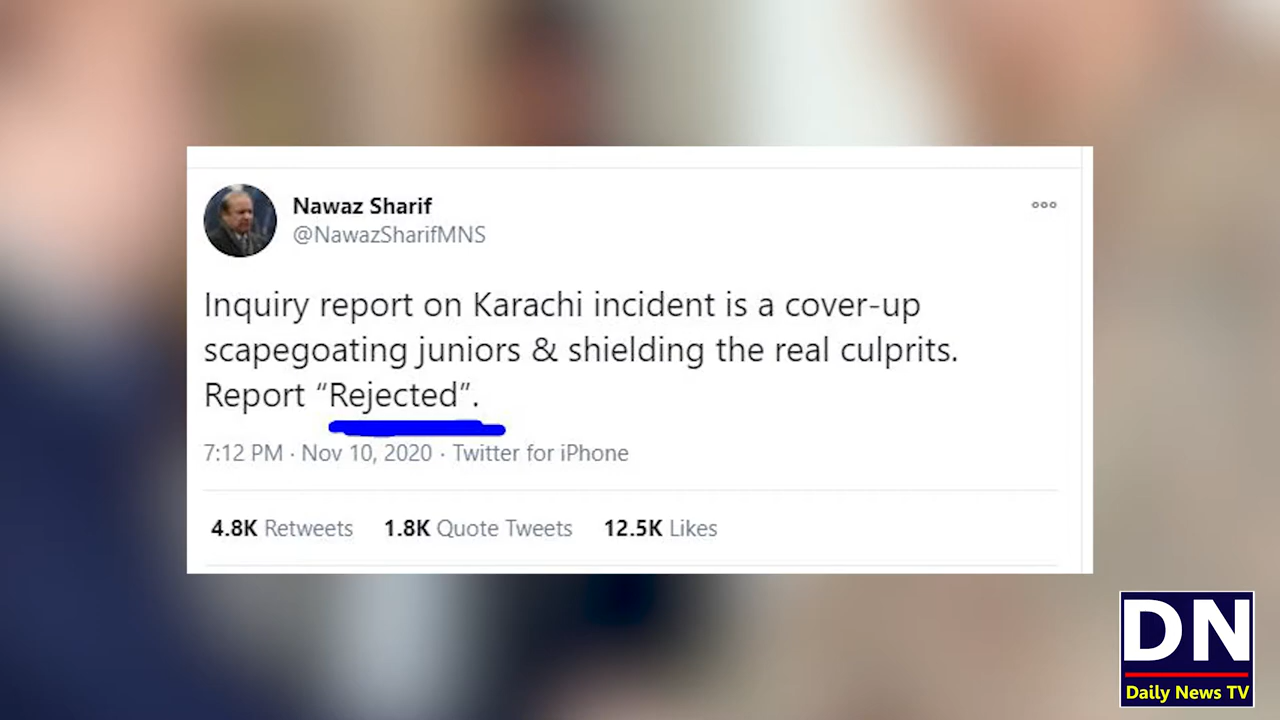 Nawaz Sharif
@NawazSharifMNS
Inquiry report on Karachi incident is a cover-up
scapegoating juniors & shielding the real culprits.
Report “Rejected”.
7:12 PM · Nov 10, 2020 · Twitter for iPhone
4.8K Retweets 1.8K Quote Tweets 12.5K Likes
DN
Daily News TV